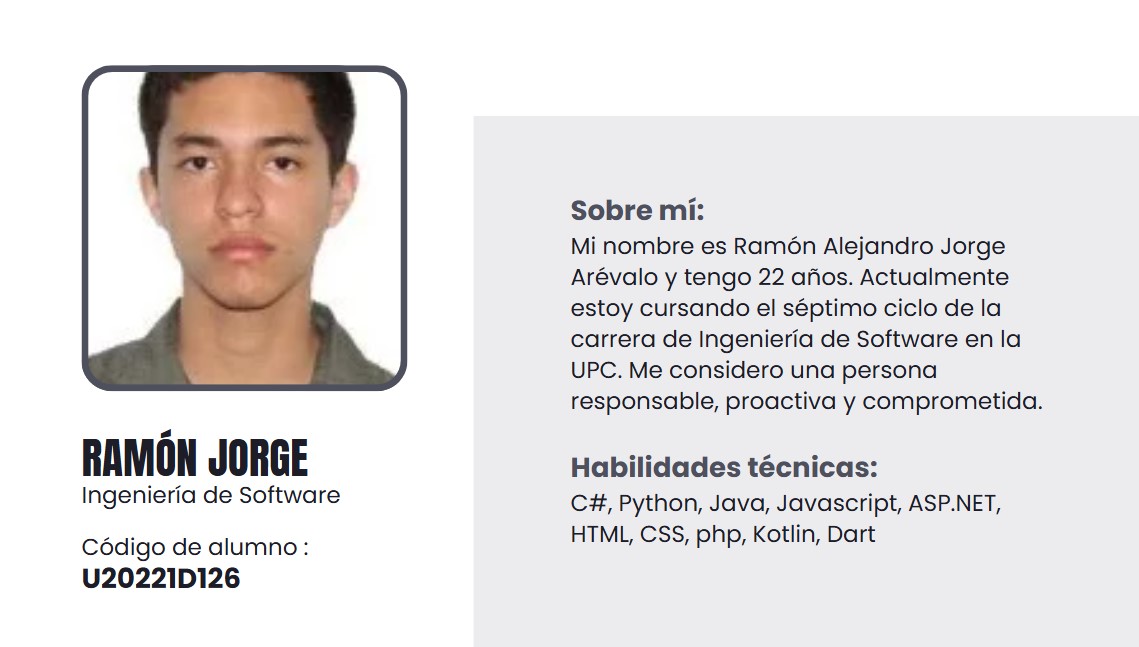 RAMÓN JORGE
Ingeniería de Software
Código de alumno :
U20221D126
Sobre mí:
Mi nombre es Ramón Alejandro Jorge
Arévalo y tengo 22 años. Actualmente
estoy cursando el séptimo ciclo de la
carrera de Ingeniería de Software en la
UPC. Me considero una persona
responsable, proactiva y comprometida.
Habilidades técnicas:
C#, Python, Java, Javascript, ASP.NET,
HTML, CSS, php, Kotlin, Dart